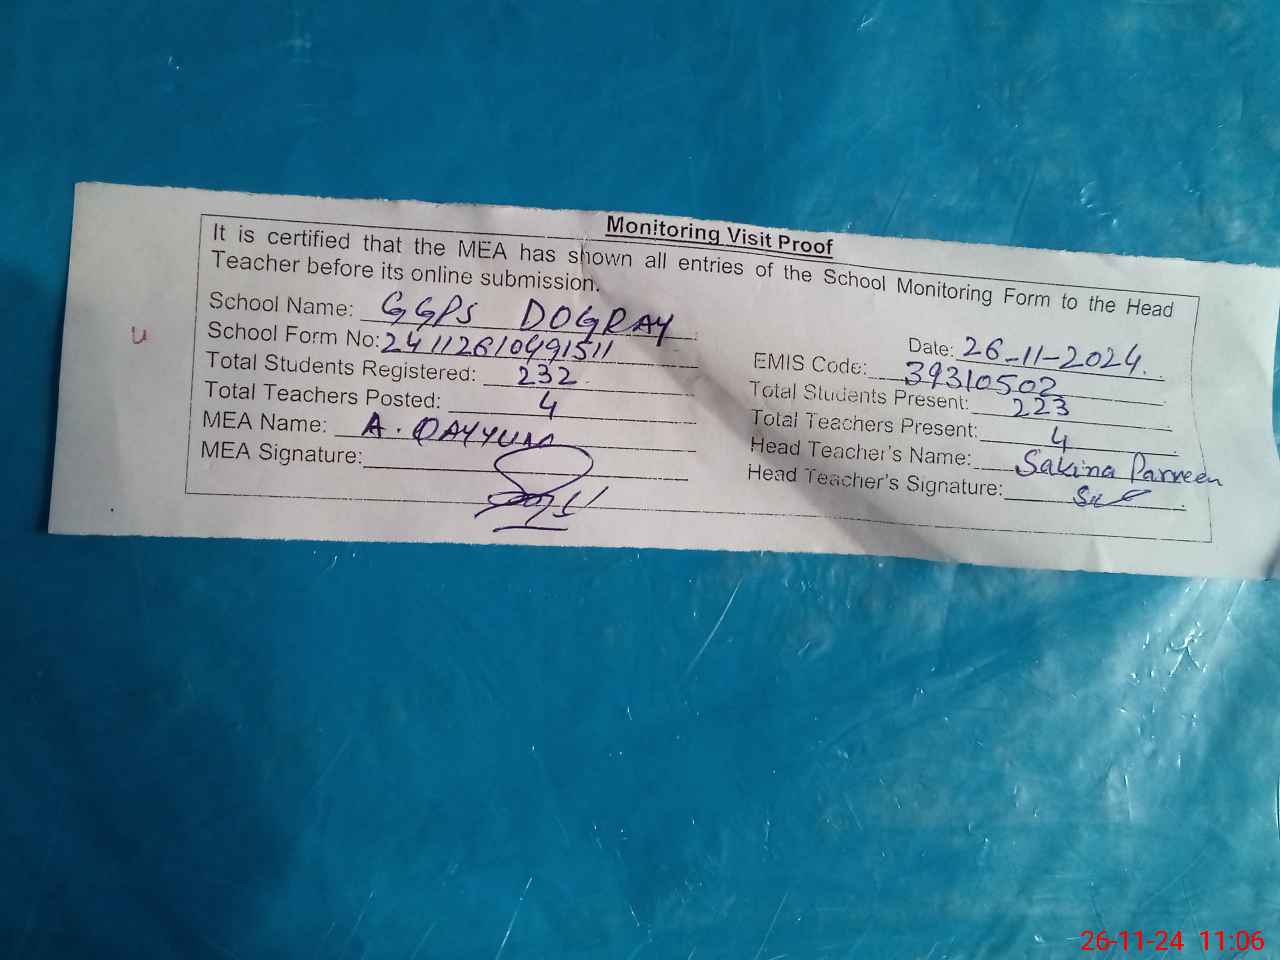 Monitoring Visit Proof
It is certified that the MEA has shown all entries of the School Monitoring Form to the Head
Teacher before its online submission.
School Name: GGPS DOGRAY
Date: 26-11-2024.
School Form No: 24112610491511
EMIS Code: 39310502
Total Students Registered: 232
Total Students Present: 223
Total Teachers Posted: 4
Total Teachers Present: 4
MEA Name: A. QAYYUM
Head Teacher's Name: Sakina Parveen
MEA Signature:
Head Teacher's Signature:
26-11-24 11:06